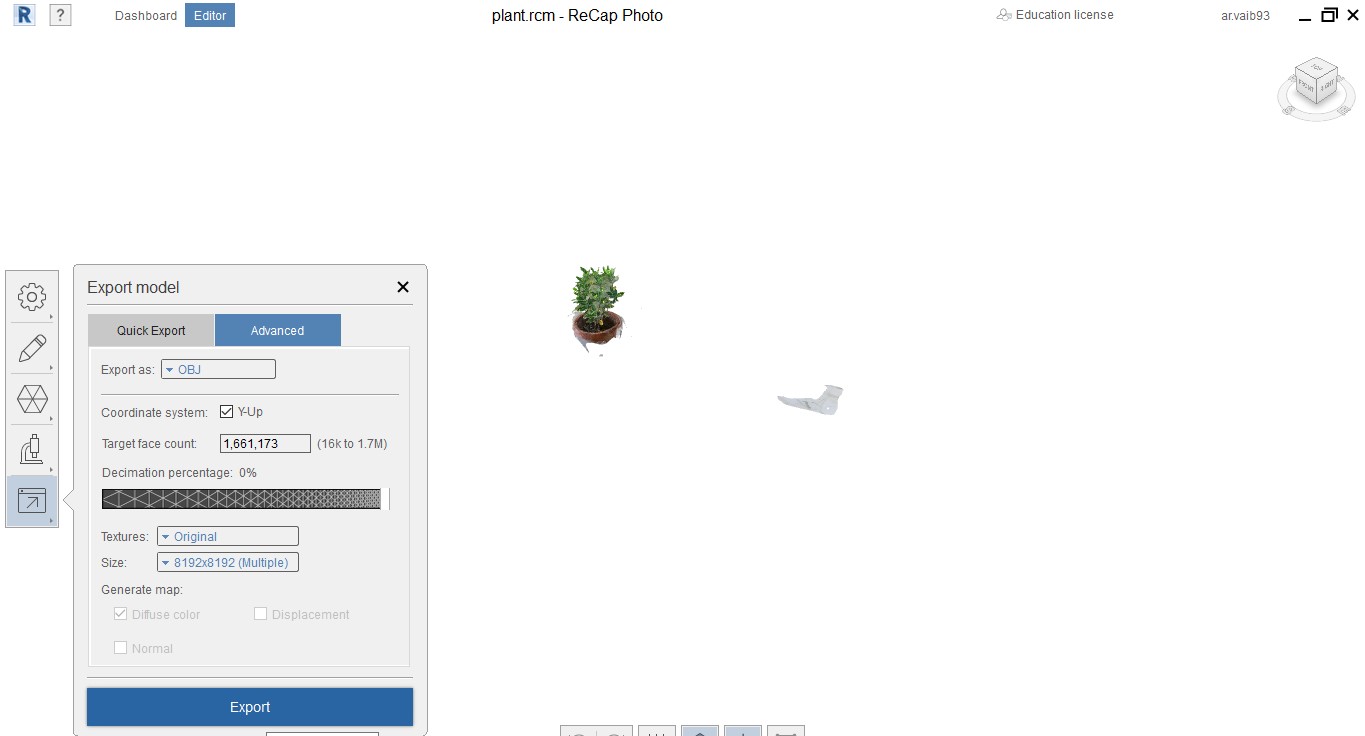 R ? Dashboard Editor plant.rcm - ReCap Photo Education license ar.vaib93
TOP
FRONT RIGHT
Export model
Quick Export Advanced
Export as: OBJ
Coordinate system: Y-Up
Target face count: 1,661,173 (16k to 1.7M)
Decimation percentage: 0%
Textures: Original
Size: 8192x8192 (Multiple)
Generate map:
Diffuse color Displacement
Normal
Export